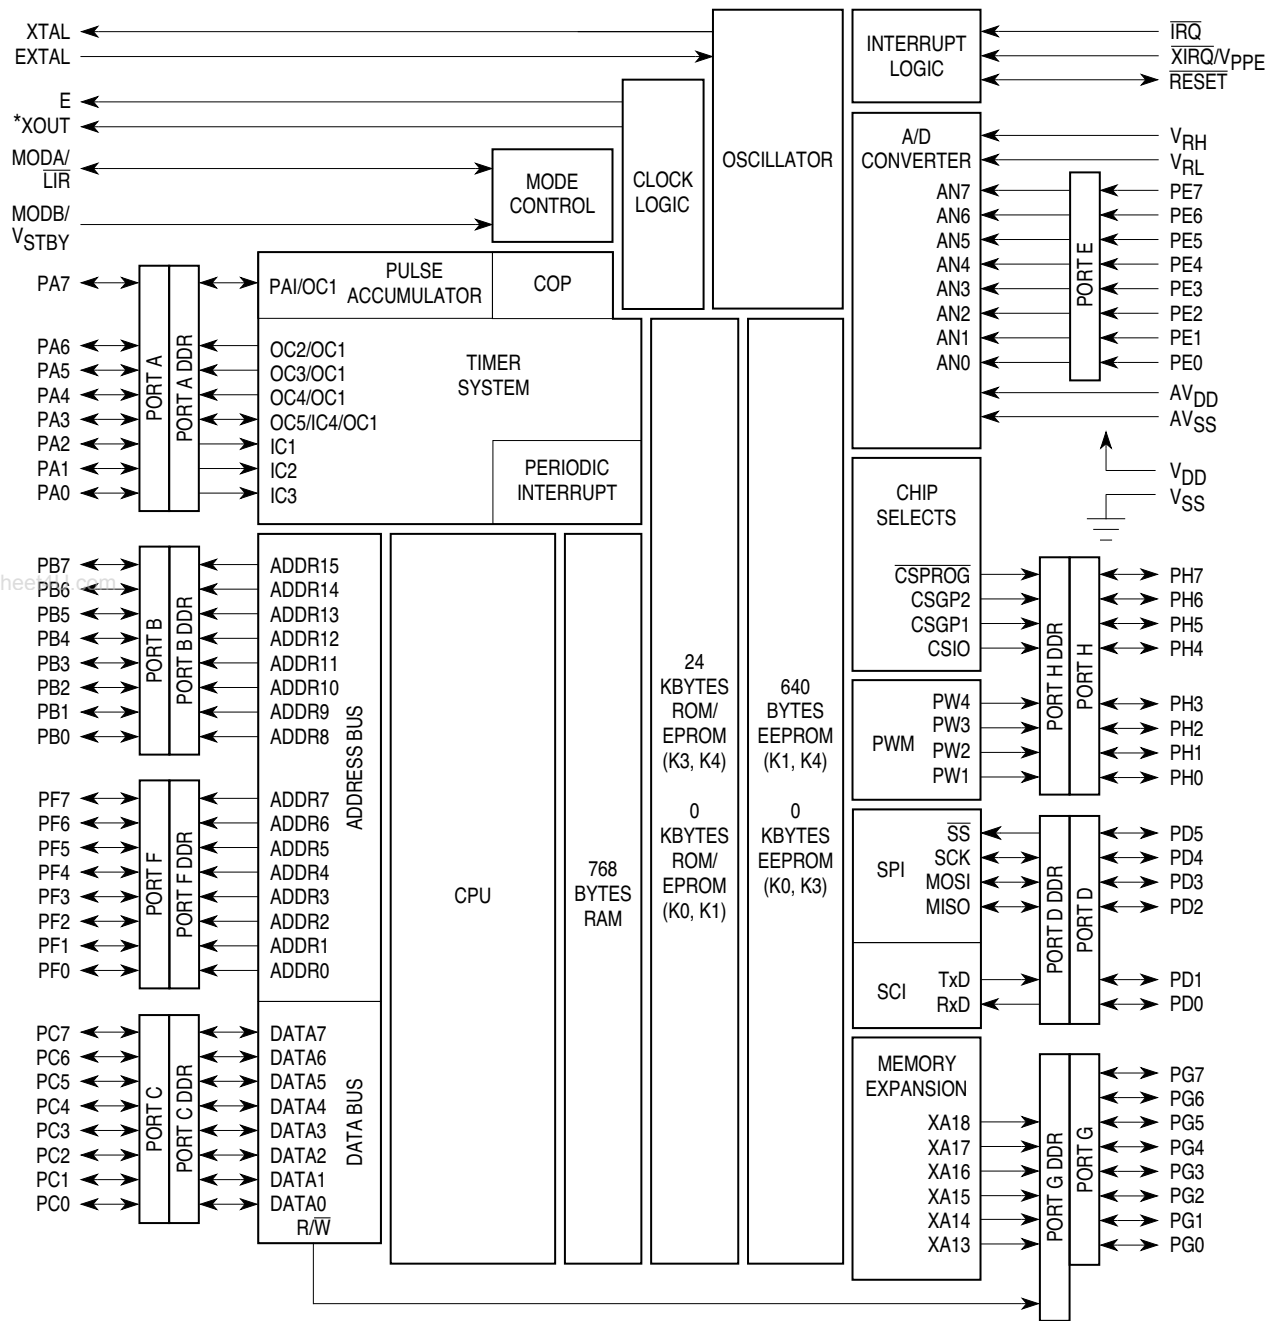 XTAL
EXTAL
E
*XOUT
MODA/
LIR
MODB/
VSTBY
MODE
CONTROL
CLOCK
LOGIC
OSCILLATOR
INTERRUPT
LOGIC
IRQ
XIRQ/VPPE
RESET
A/D
CONVERTER
VRH
VRL
AN7
AN6
AN5
AN4
AN3
AN2
AN1
AN0
PORT E
PE7
PE6
PE5
PE4
PE3
PE2
PE1
PE0
AVDD
AVSS
VDD
VSS
PA7
PA6
PA5
PA4
PA3
PA2
PA1
PA0
PORT A
PORT A DDR
PAI/OC1
PULSE
ACCUMULATOR
COP
OC2/OC1
OC3/OC1
OC4/OC1
OC5/IC4/OC1
IC1
IC2
IC3
TIMER
SYSTEM
PERIODIC
INTERRUPT
PB7
PB6
PB5
PB4
PB3
PB2
PB1
PB0
PORT B
PORT B DDR
ADDR15
ADDR14
ADDR13
ADDR12
ADDR11
ADDR10
ADDR9
ADDR8
ADDRESS BUS
PF7
PF6
PF5
PF4
PF3
PF2
PF1
PF0
PORT F
PORT F DDR
ADDR7
ADDR6
ADDR5
ADDR4
ADDR3
ADDR2
ADDR1
ADDR0
PC7
PC6
PC5
PC4
PC3
PC2
PC1
PC0
PORT C
PORT C DDR
DATA7
DATA6
DATA5
DATA4
DATA3
DATA2
DATA1
DATA0
R/W
DATA BUS
CPU
768
BYTES
RAM
24
KBYTES
ROM/
EPROM
(K3, K4)
0
KBYTES
ROM/
EPROM
(K0, K1)
640
BYTES
EEPROM
(K1, K4)
0
KBYTES
EEPROM
(K0, K3)
CHIP
SELECTS
CSPROG
CSGP2
CSGP1
CSIO
PWM
PW4
PW3
PW2
PW1
PORT H DDR
PORT H
PH7
PH6
PH5
PH4
PH3
PH2
PH1
PH0
SPI
SS
SCK
MOSI
MISO
SCI
TxD
RxD
PORT D DDR
PORT D
PD5
PD4
PD3
PD2
PD1
PD0
MEMORY
EXPANSION
XA18
XA17
XA16
XA15
XA14
XA13
PORT G DDR
PORT G
PG7
PG6
PG5
PG4
PG3
PG2
PG1
PG0